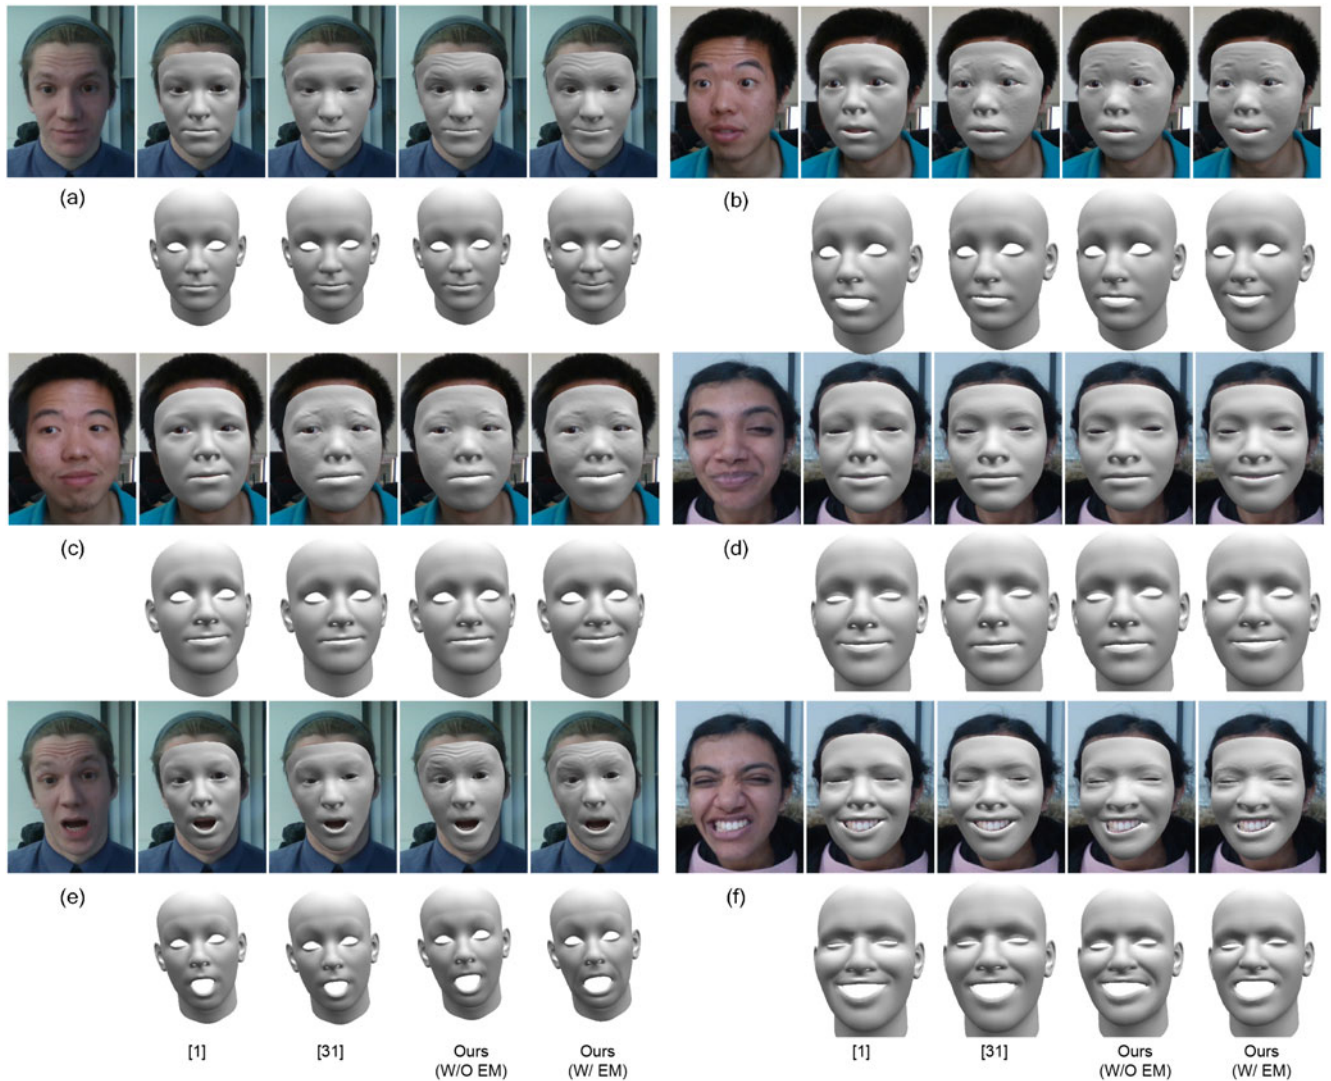 (a)
(b)
(c)
(d)
(e)
(f)
[1] [31] Ours Ours
(W/O EM) (W/ EM)
[1] [31] Ours Ours
(W/O EM) (W/ EM)